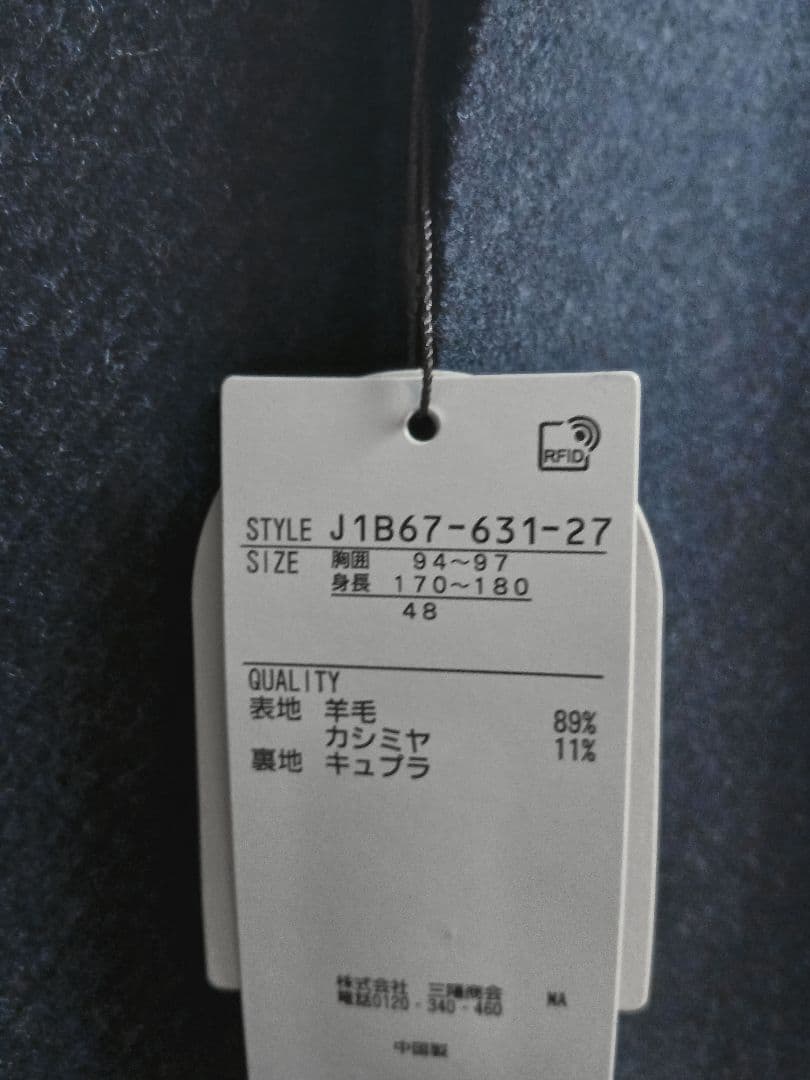 RFID
STYLE J1B67-631-27
SIZE 胸囲 94～97
身長 170～180
48
QUALITY
表地 羊毛 89%
カシミヤ 11%
裏地 キュプラ
株式会社 三陽商会
電話0120-340-460 MA
中国製